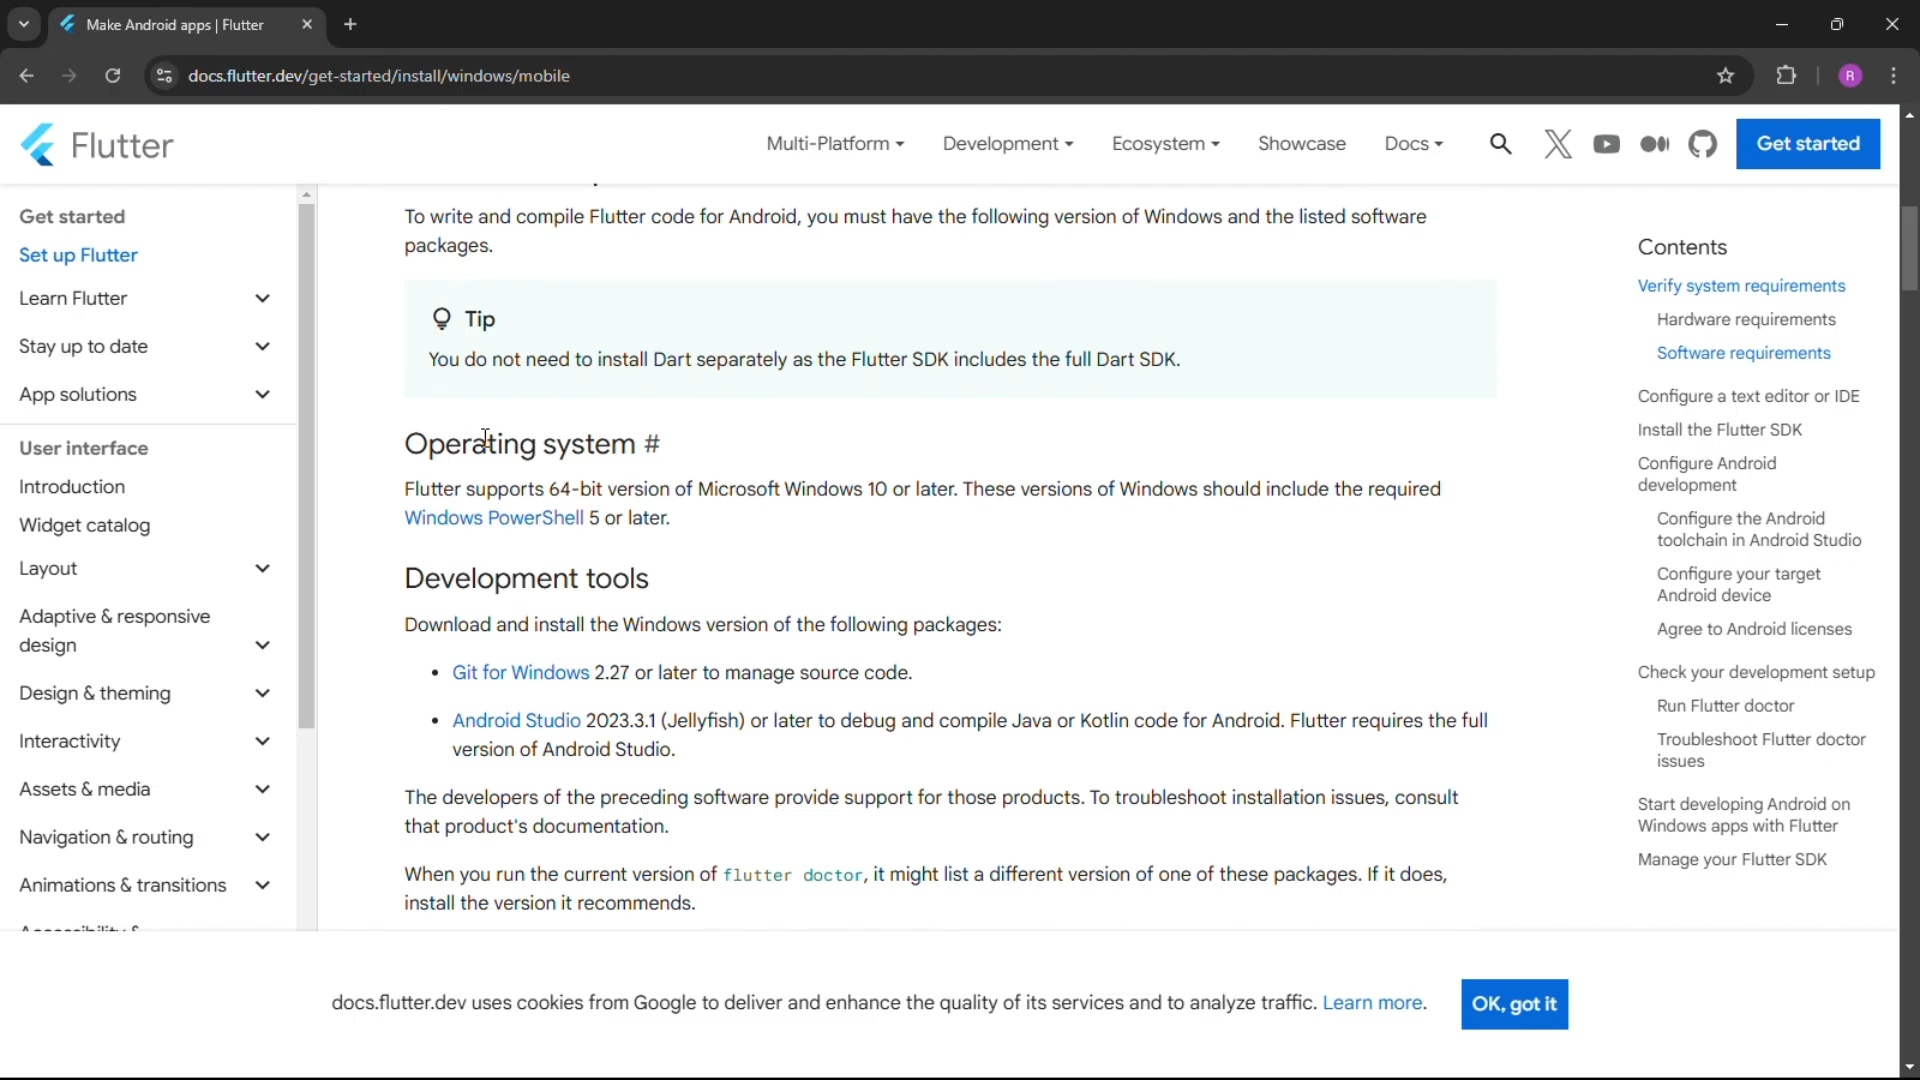 Make Android apps | Flutter
docs.flutter.dev/get-started/install/windows/mobile
R
Flutter
Multi-Platform
Development
Ecosystem
Showcase
Docs
Get started
Get started
Set up Flutter
Learn Flutter
Stay up to date
App solutions
User interface
Introduction
Widget catalog
Layout
Adaptive & responsive
design
Design & theming
Interactivity
Assets & media
Navigation & routing
Animations & transitions
To write and compile Flutter code for Android, you must have the following version of Windows and the listed software
packages.
Tip
You do not need to install Dart separately as the Flutter SDK includes the full Dart SDK.
Operating system #
Flutter supports 64-bit version of Microsoft Windows 10 or later. These versions of Windows should include the required
Windows PowerShell 5 or later.
Development tools
Download and install the Windows version of the following packages:
• Git for Windows 2.27 or later to manage source code.
• Android Studio 2023.3.1 (Jellyfish) or later to debug and compile Java or Kotlin code for Android. Flutter requires the full
version of Android Studio.
The developers of the preceding software provide support for those products. To troubleshoot installation issues, consult
that product's documentation.
When you run the current version of flutter doctor, it might list a different version of one of these packages. If it does,
install the version it recommends.
Contents
Verify system requirements
Hardware requirements
Software requirements
Configure a text editor or IDE
Install the Flutter SDK
Configure Android
development
Configure the Android
toolchain in Android Studio
Configure your target
Android device
Agree to Android licenses
Check your development setup
Run Flutter doctor
Troubleshoot Flutter doctor
issues
Start developing Android on
Windows apps with Flutter
Manage your Flutter SDK
docs.flutter.dev uses cookies from Google to deliver and enhance the quality of its services and to analyze traffic. Learn more.
OK, got it